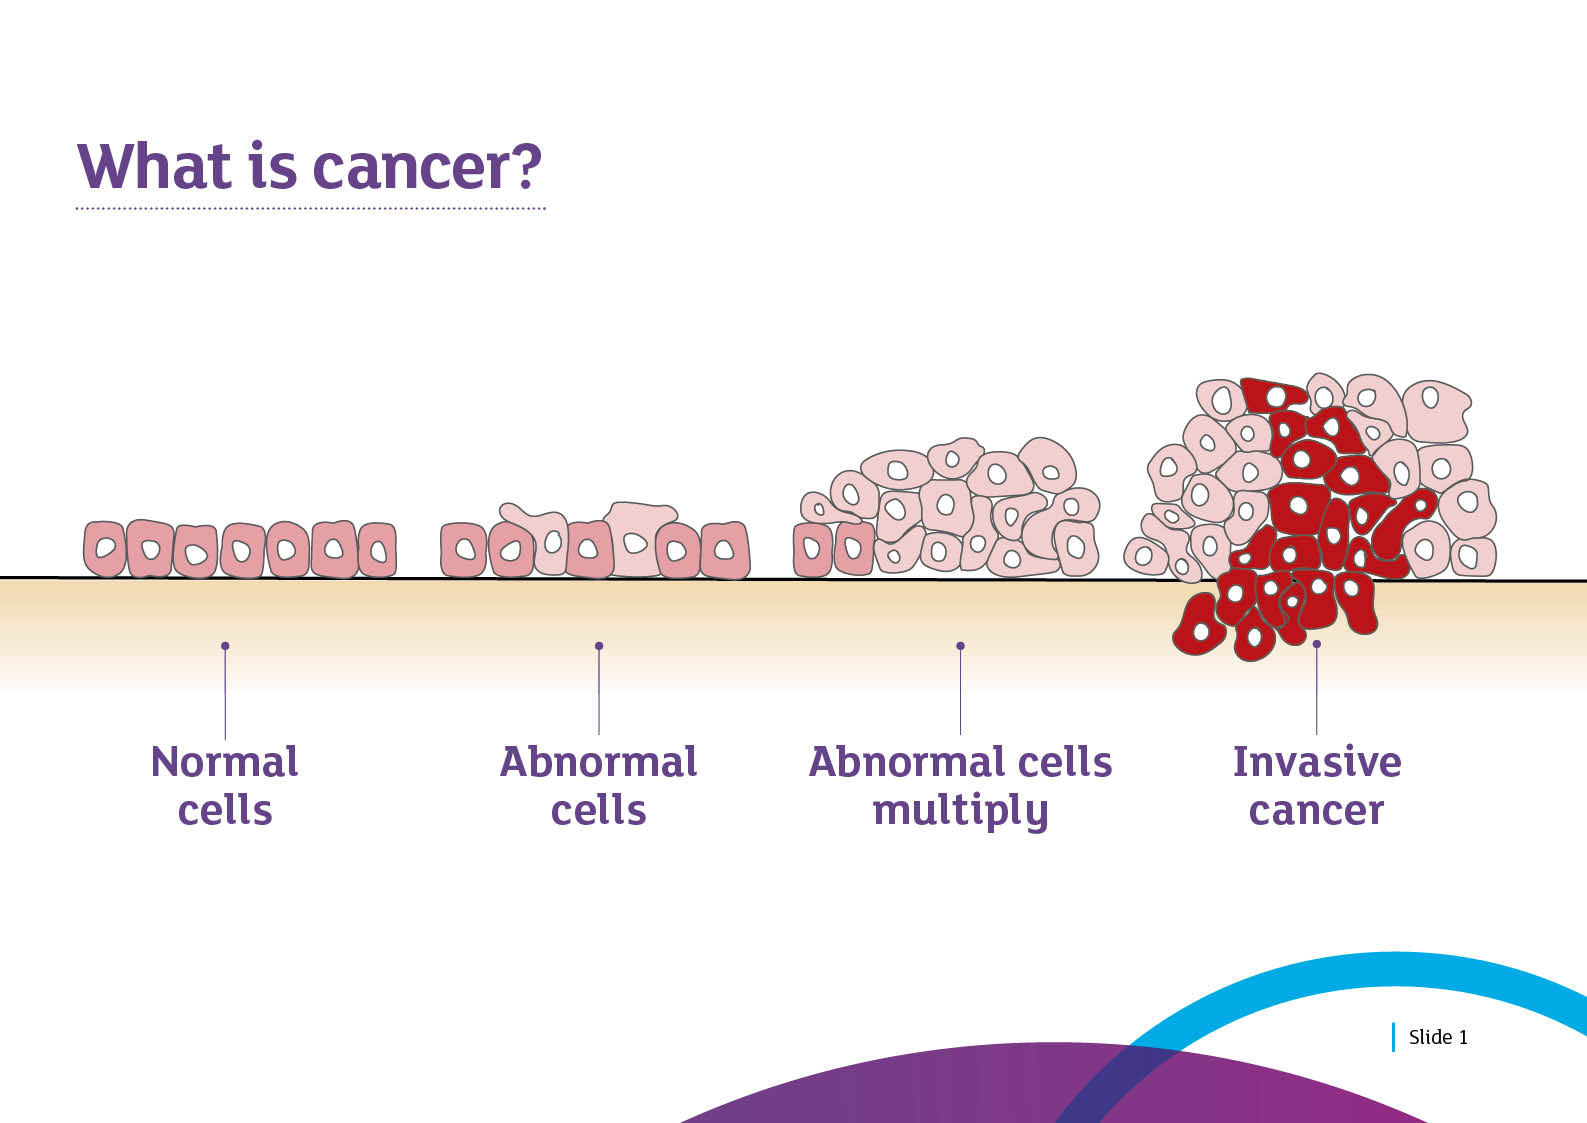 What is cancer?
Normal
cells
Abnormal
cells
Abnormal cells
multiply
Invasive
cancer
Slide 1